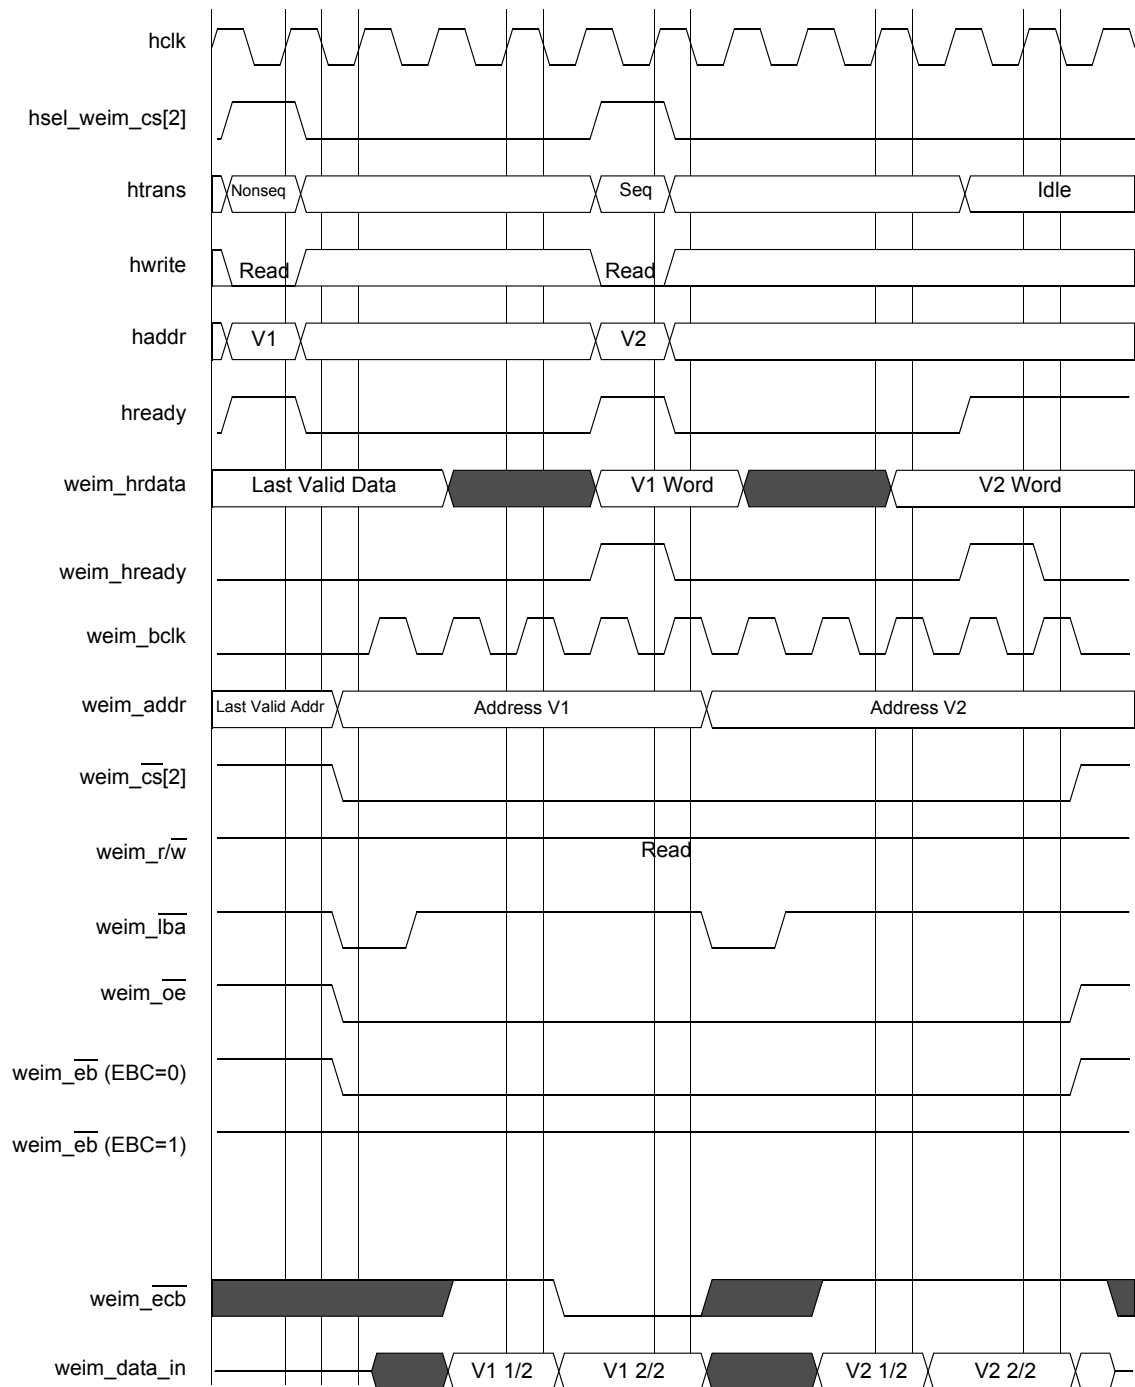 hclk
hsel_weim_cs[2]
htrans Nonseq Seq Idle
hwrite Read Read
haddr V1 V2
hready
weim_hrdata Last Valid Data V1 Word V2 Word
weim_hready
weim_bclk
weim_addr Last Valid Addr Address V1 Address V2
weim_cs[2]
weim_r/w Read
weim_lba
weim_oe
weim_eb (EBC=0)
weim_eb (EBC=1)
weim_ecb
weim_data_in V1 1/2 V1 2/2 V2 1/2 V2 2/2